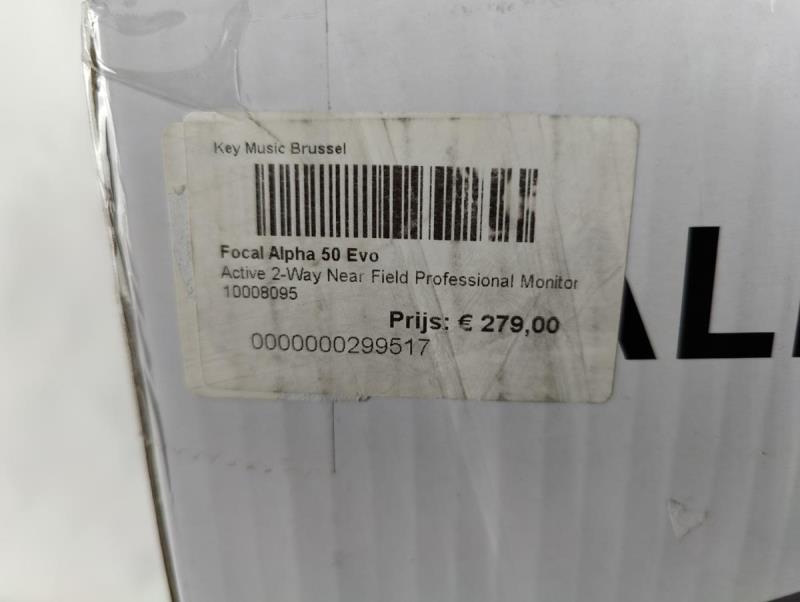 Key Music Brussel
Focal Alpha 50 Evo
Active 2-Way Near Field Professional Monitor
10008095
Prijs: € 279,00
0000000299517